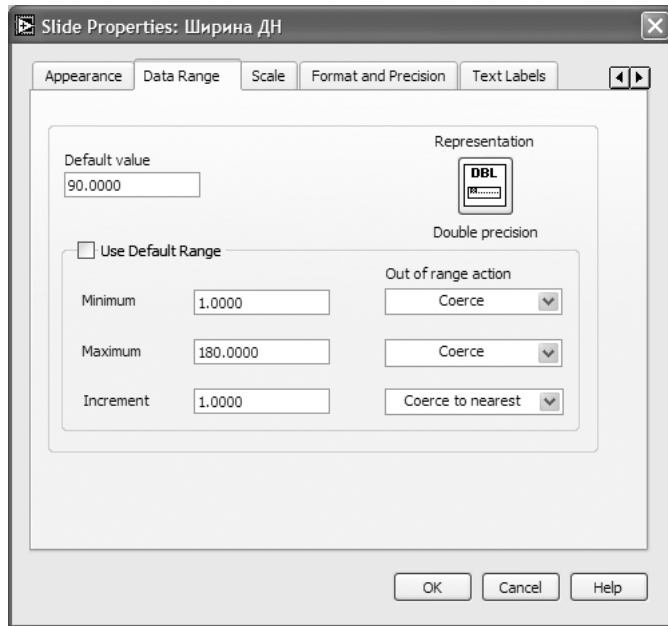 Slide Properties: Ширина ДН
Appearance Data Range Scale Format and Precision Text Labels
Representation
Default value
90.0000
DBL
Double precision
Use Default Range
Out of range action
Minimum 1.0000 Coerce
Maximum 180.0000 Coerce
Increment 1.0000 Coerce to nearest
OK Cancel Help